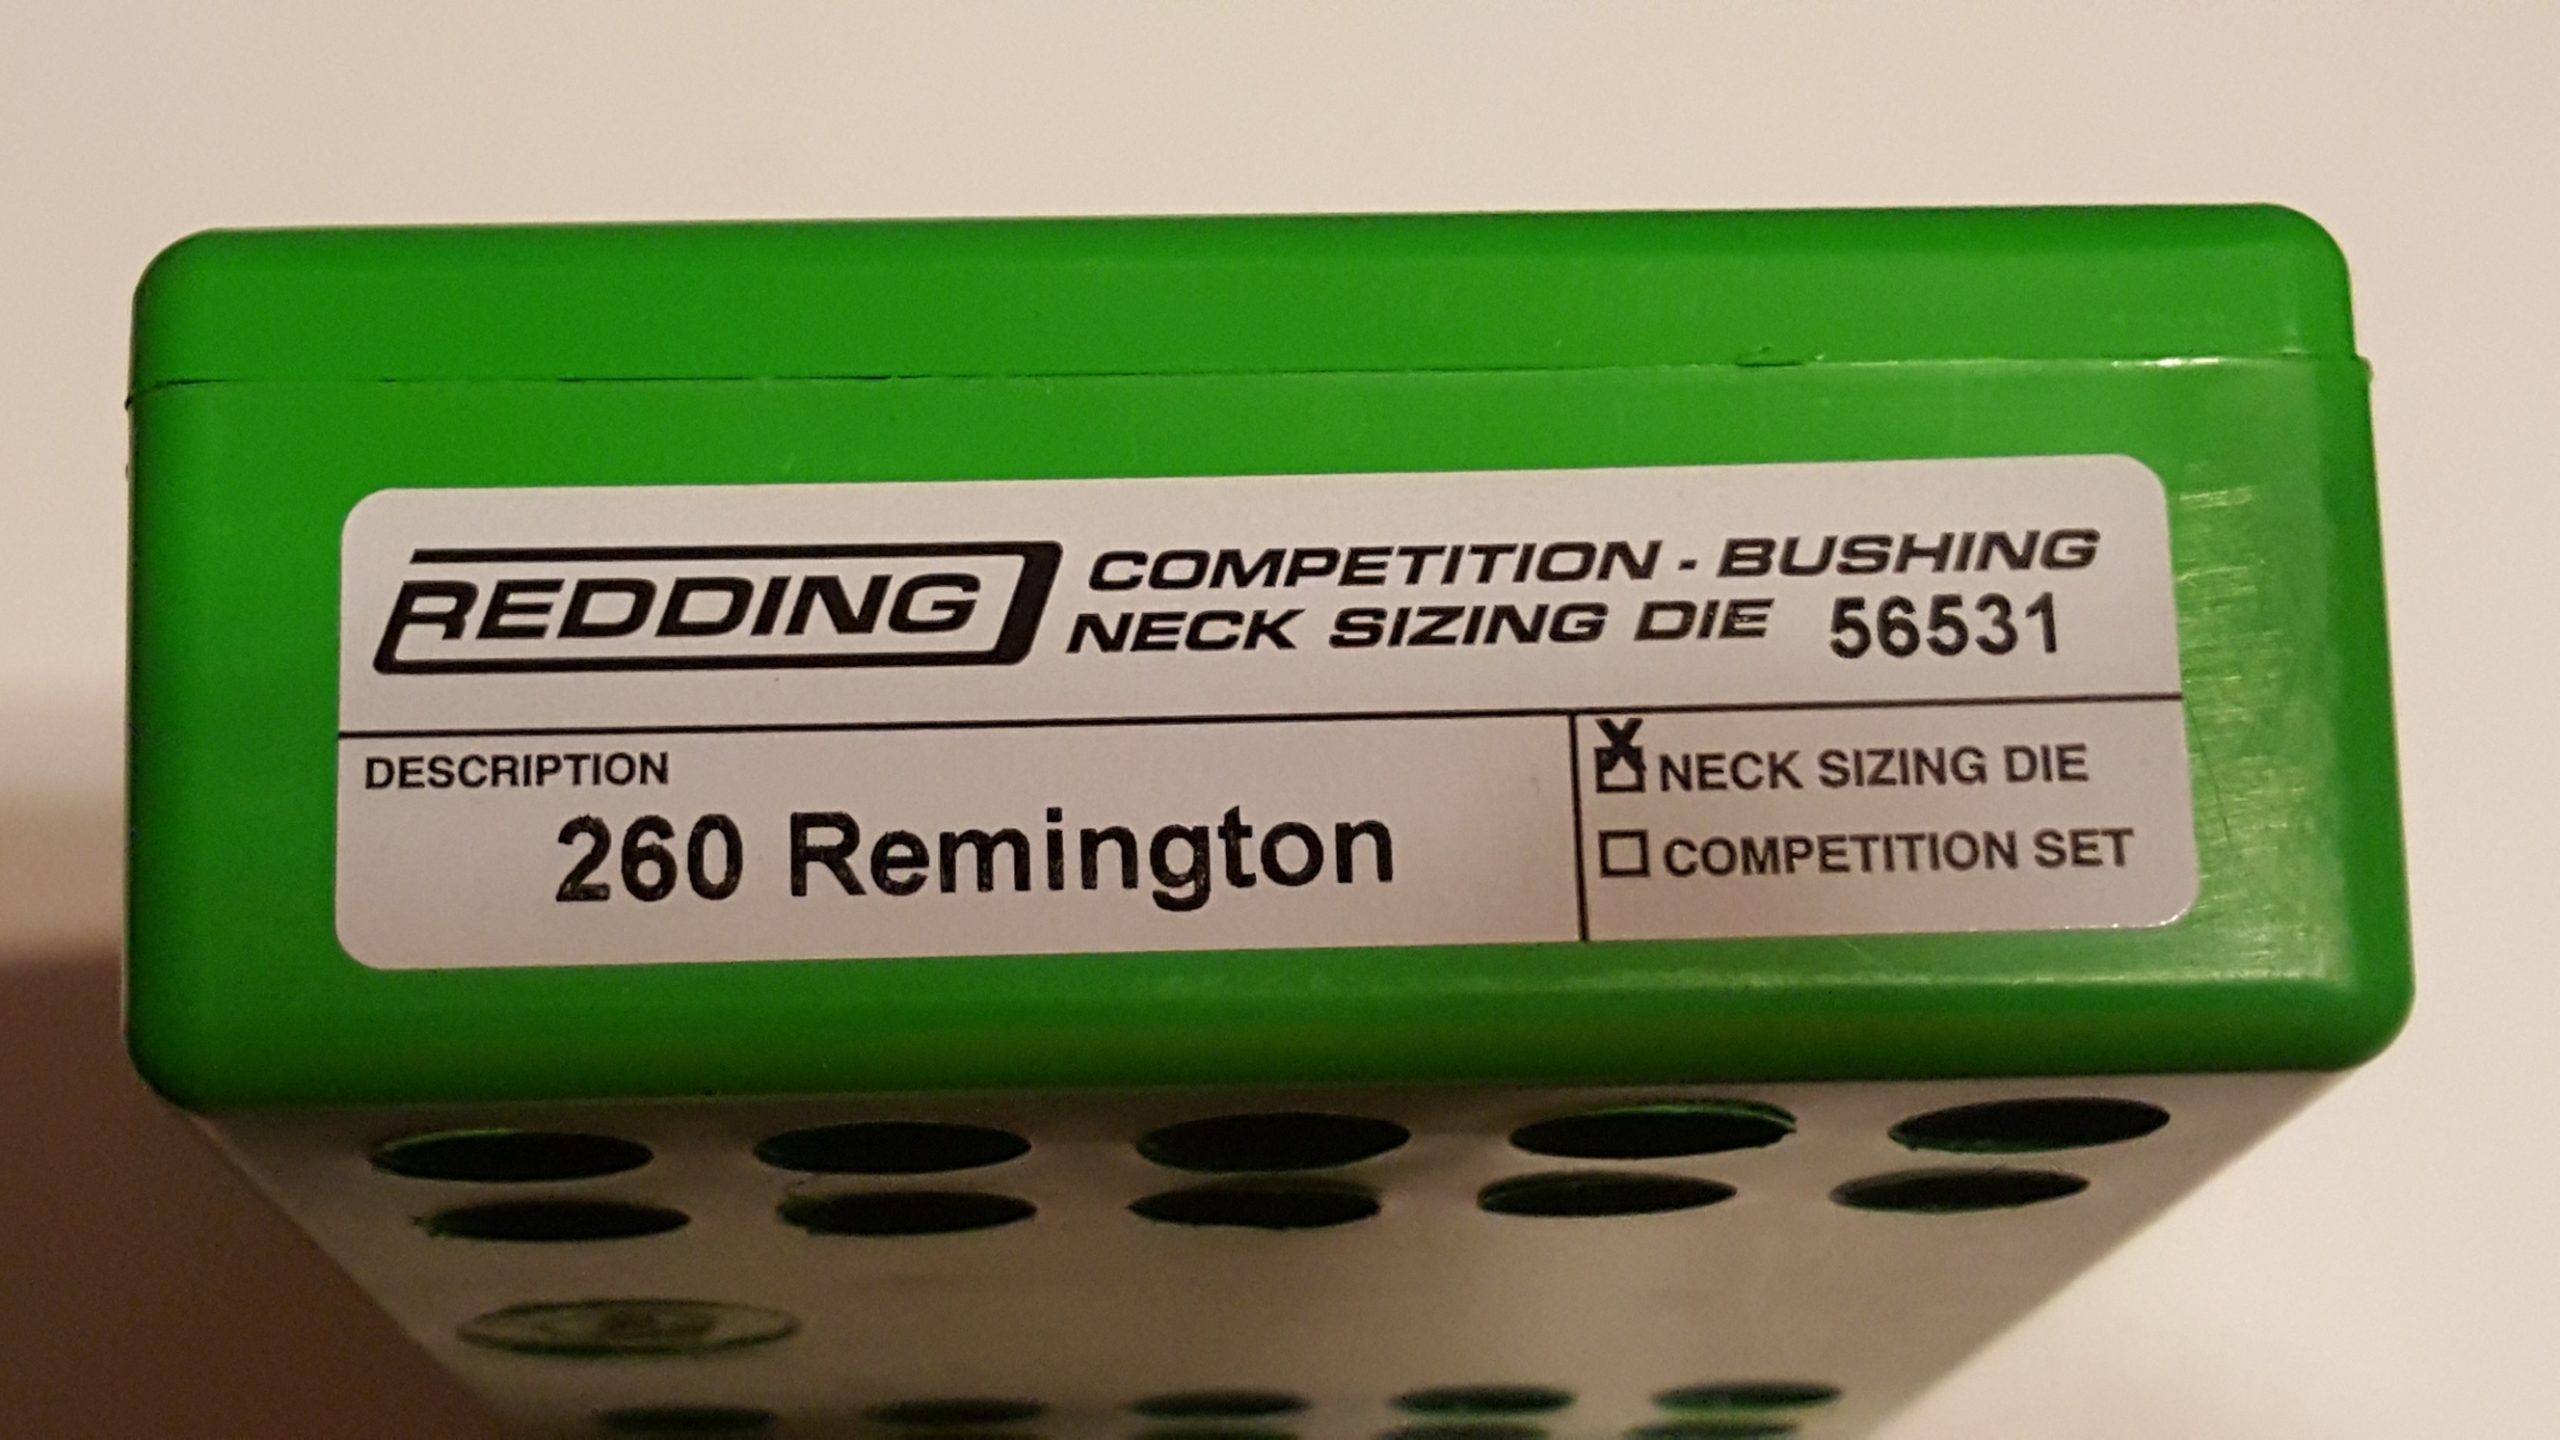 REDDING
COMPETITION - BUSHING
NECK SIZING DIE 56531
DESCRIPTION
260 Remington
X NECK SIZING DIE
COMPETITION SET